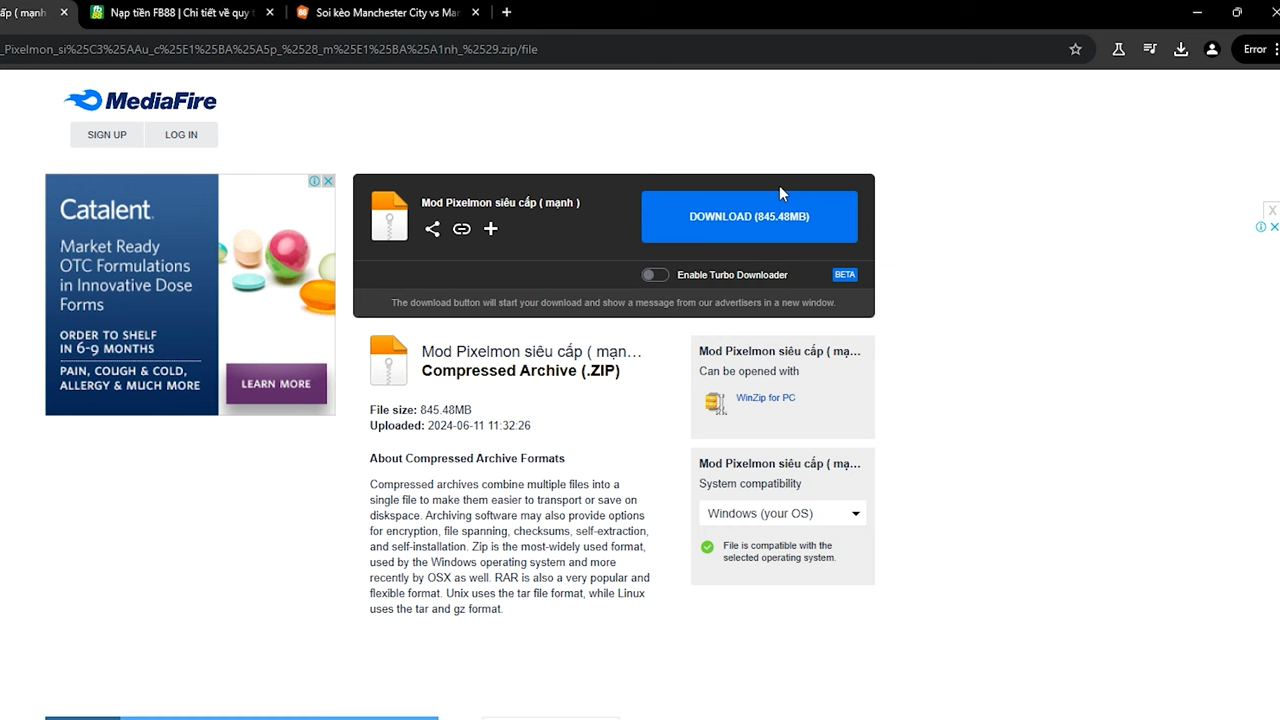 ấp ( mạnh
Nạp tiền FB88 | Chi tiết về quy t
Soi kèo Manchester City vs Mar
_Pixelmon_si%25C3%25AAu_c%25E1%25BA%25A5p_%2528_m%25E1%25BA%25A1nh_%2529.zip/file
Error
MediaFire
SIGN UP
LOG IN
Catalent.
Market Ready
OTC Formulations
in Innovative Dose
Forms
ORDER TO SHELF
IN 6-9 MONTHS
PAIN, COUGH & COLD,
ALLERGY & MUCH MORE
LEARN MORE
Mod Pixelmon siêu cấp ( mạnh )
DOWNLOAD (845.48MB)
Enable Turbo Downloader
BETA
The download button will start your download and show a message from our advertisers in a new window.
Mod Pixelmon siêu cấp ( mạn…
Compressed Archive (.ZIP)
File size: 845.48MB
Uploaded: 2024-06-11 11:32:26
About Compressed Archive Formats
Compressed archives combine multiple files into a
single file to make them easier to transport or save on
diskspace. Archiving software may also provide options
for encryption, file spanning, checksums, self-extraction,
and self-installation. Zip is the most-widely used format,
used by the Windows operating system and more
recently by OSX as well. RAR is also a very popular and
flexible format. Unix uses the tar file format, while Linux
uses the tar and gz format.
Mod Pixelmon siêu cấp ( mạ…
Can be opened with
WinZip for PC
Mod Pixelmon siêu cấp ( mạ…
System compatibility
Windows (your OS)
File is compatible with the
selected operating system.
X